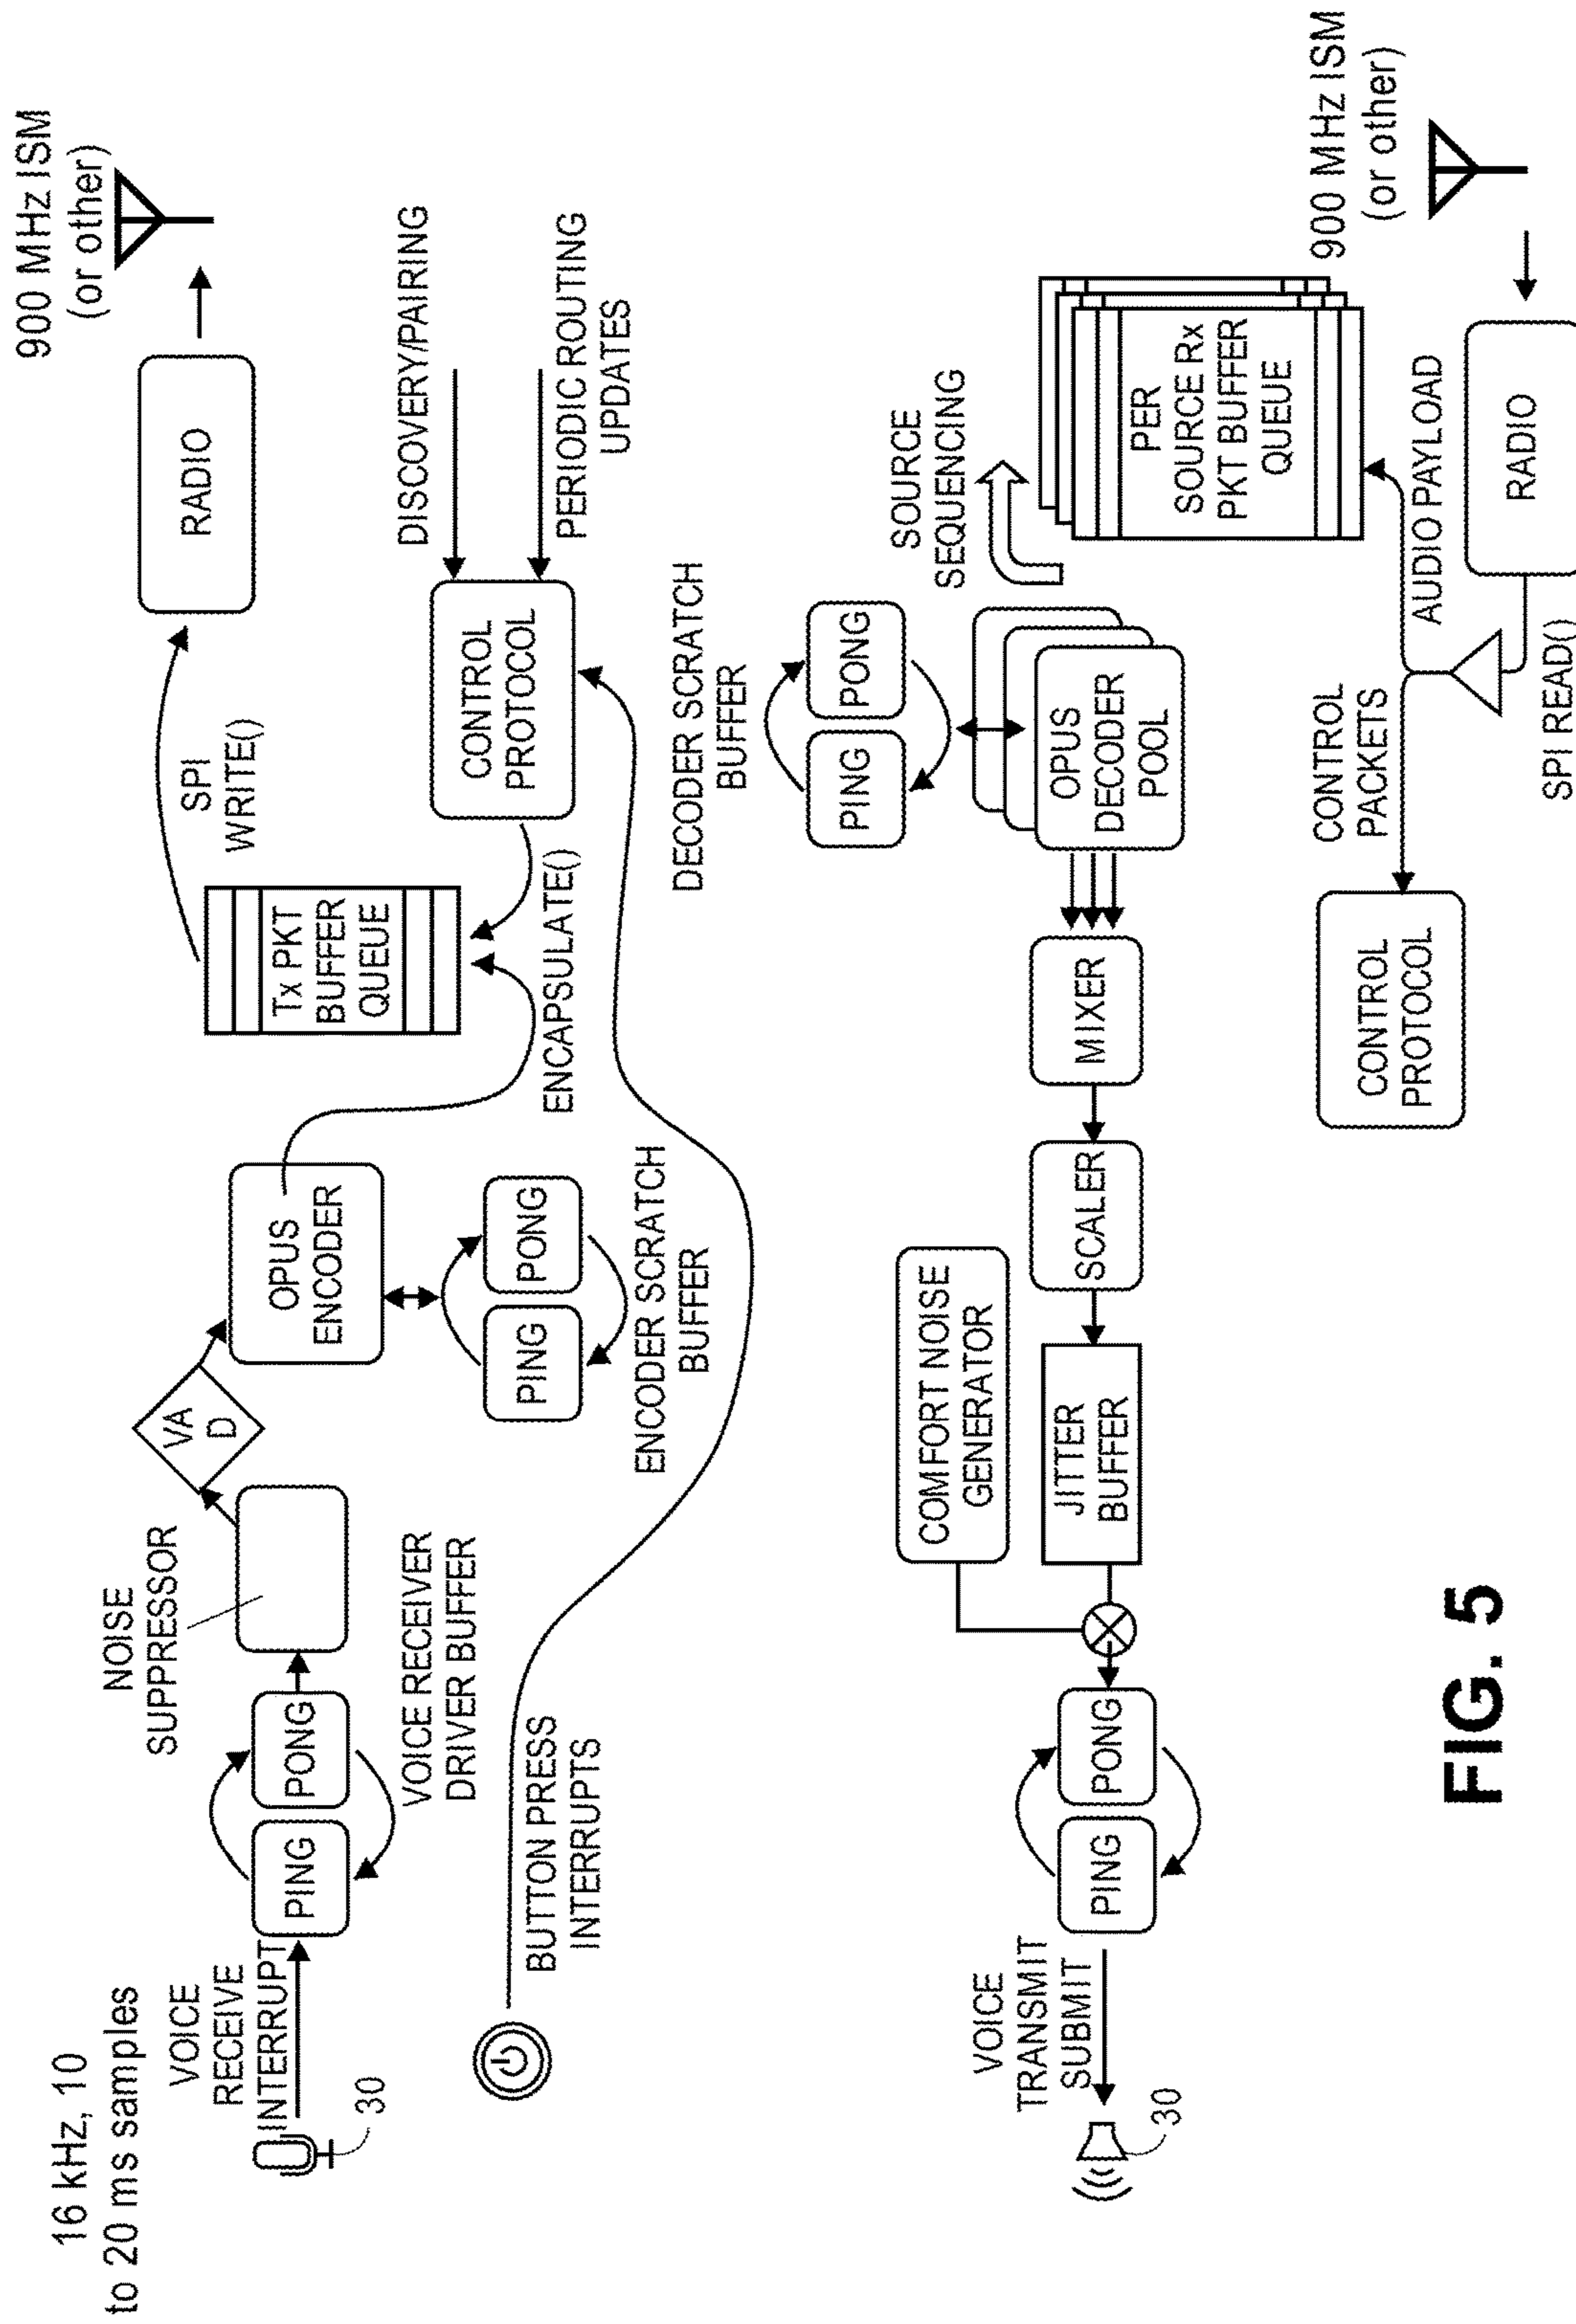 16 kHz, 10
to 20 ms samples
VOICE
RECEIVE
INTERRUPT
30
PING
PONG
VOICE RECEIVER
DRIVER BUFFER
NOISE
SUPPRESSOR
VA
D
OPUS
ENCODER
PING
PONG
ENCODER SCRATCH
BUFFER
Tx PKT
BUFFER
QUEUE
ENCAPSULATE()
SPI
WRITE()
RADIO
900 MHz ISM
(or other)
CONTROL
PROTOCOL
DISCOVERY/PAIRING
PERIODIC ROUTING
UPDATES
BUTTON PRESS
INTERRUPTS
VOICE
TRANSMIT
SUBMIT
30
PING
PONG
COMFORT NOISE
GENERATOR
JITTER
BUFFER
SCALER
MIXER
DECODER SCRATCH
BUFFER
PING
PONG
OPUS
DECODER
POOL
SOURCE
SEQUENCING
PER
SOURCE Rx
PKT BUFFER
QUEUE
900 MHz ISM
(or other)
CONTROL
PROTOCOL
CONTROL
PACKETS
AUDIO PAYLOAD
SPI READ()
RADIO
FIG. 5